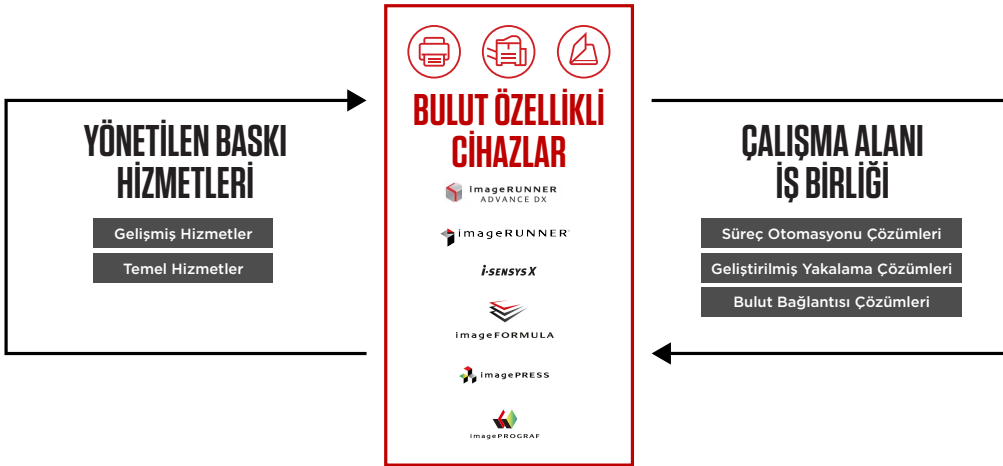 YÖNETİLEN BASKI
HİZMETLERİ
Gelişmiş Hizmetler
Temel Hizmetler
BULUT ÖZELLİKLİ
CİHAZLAR
imageRUNNER
ADVANCE DX
imageRUNNER
i-SENSYS X
imageFORMULA
imagePRESS
imagePROGRAF
ÇALIŞMA ALANI
İŞ BİRLİĞİ
Süreç Otomasyonu Çözümleri
Geliştirilmiş Yakalama Çözümleri
Bulut Bağlantısı Çözümleri